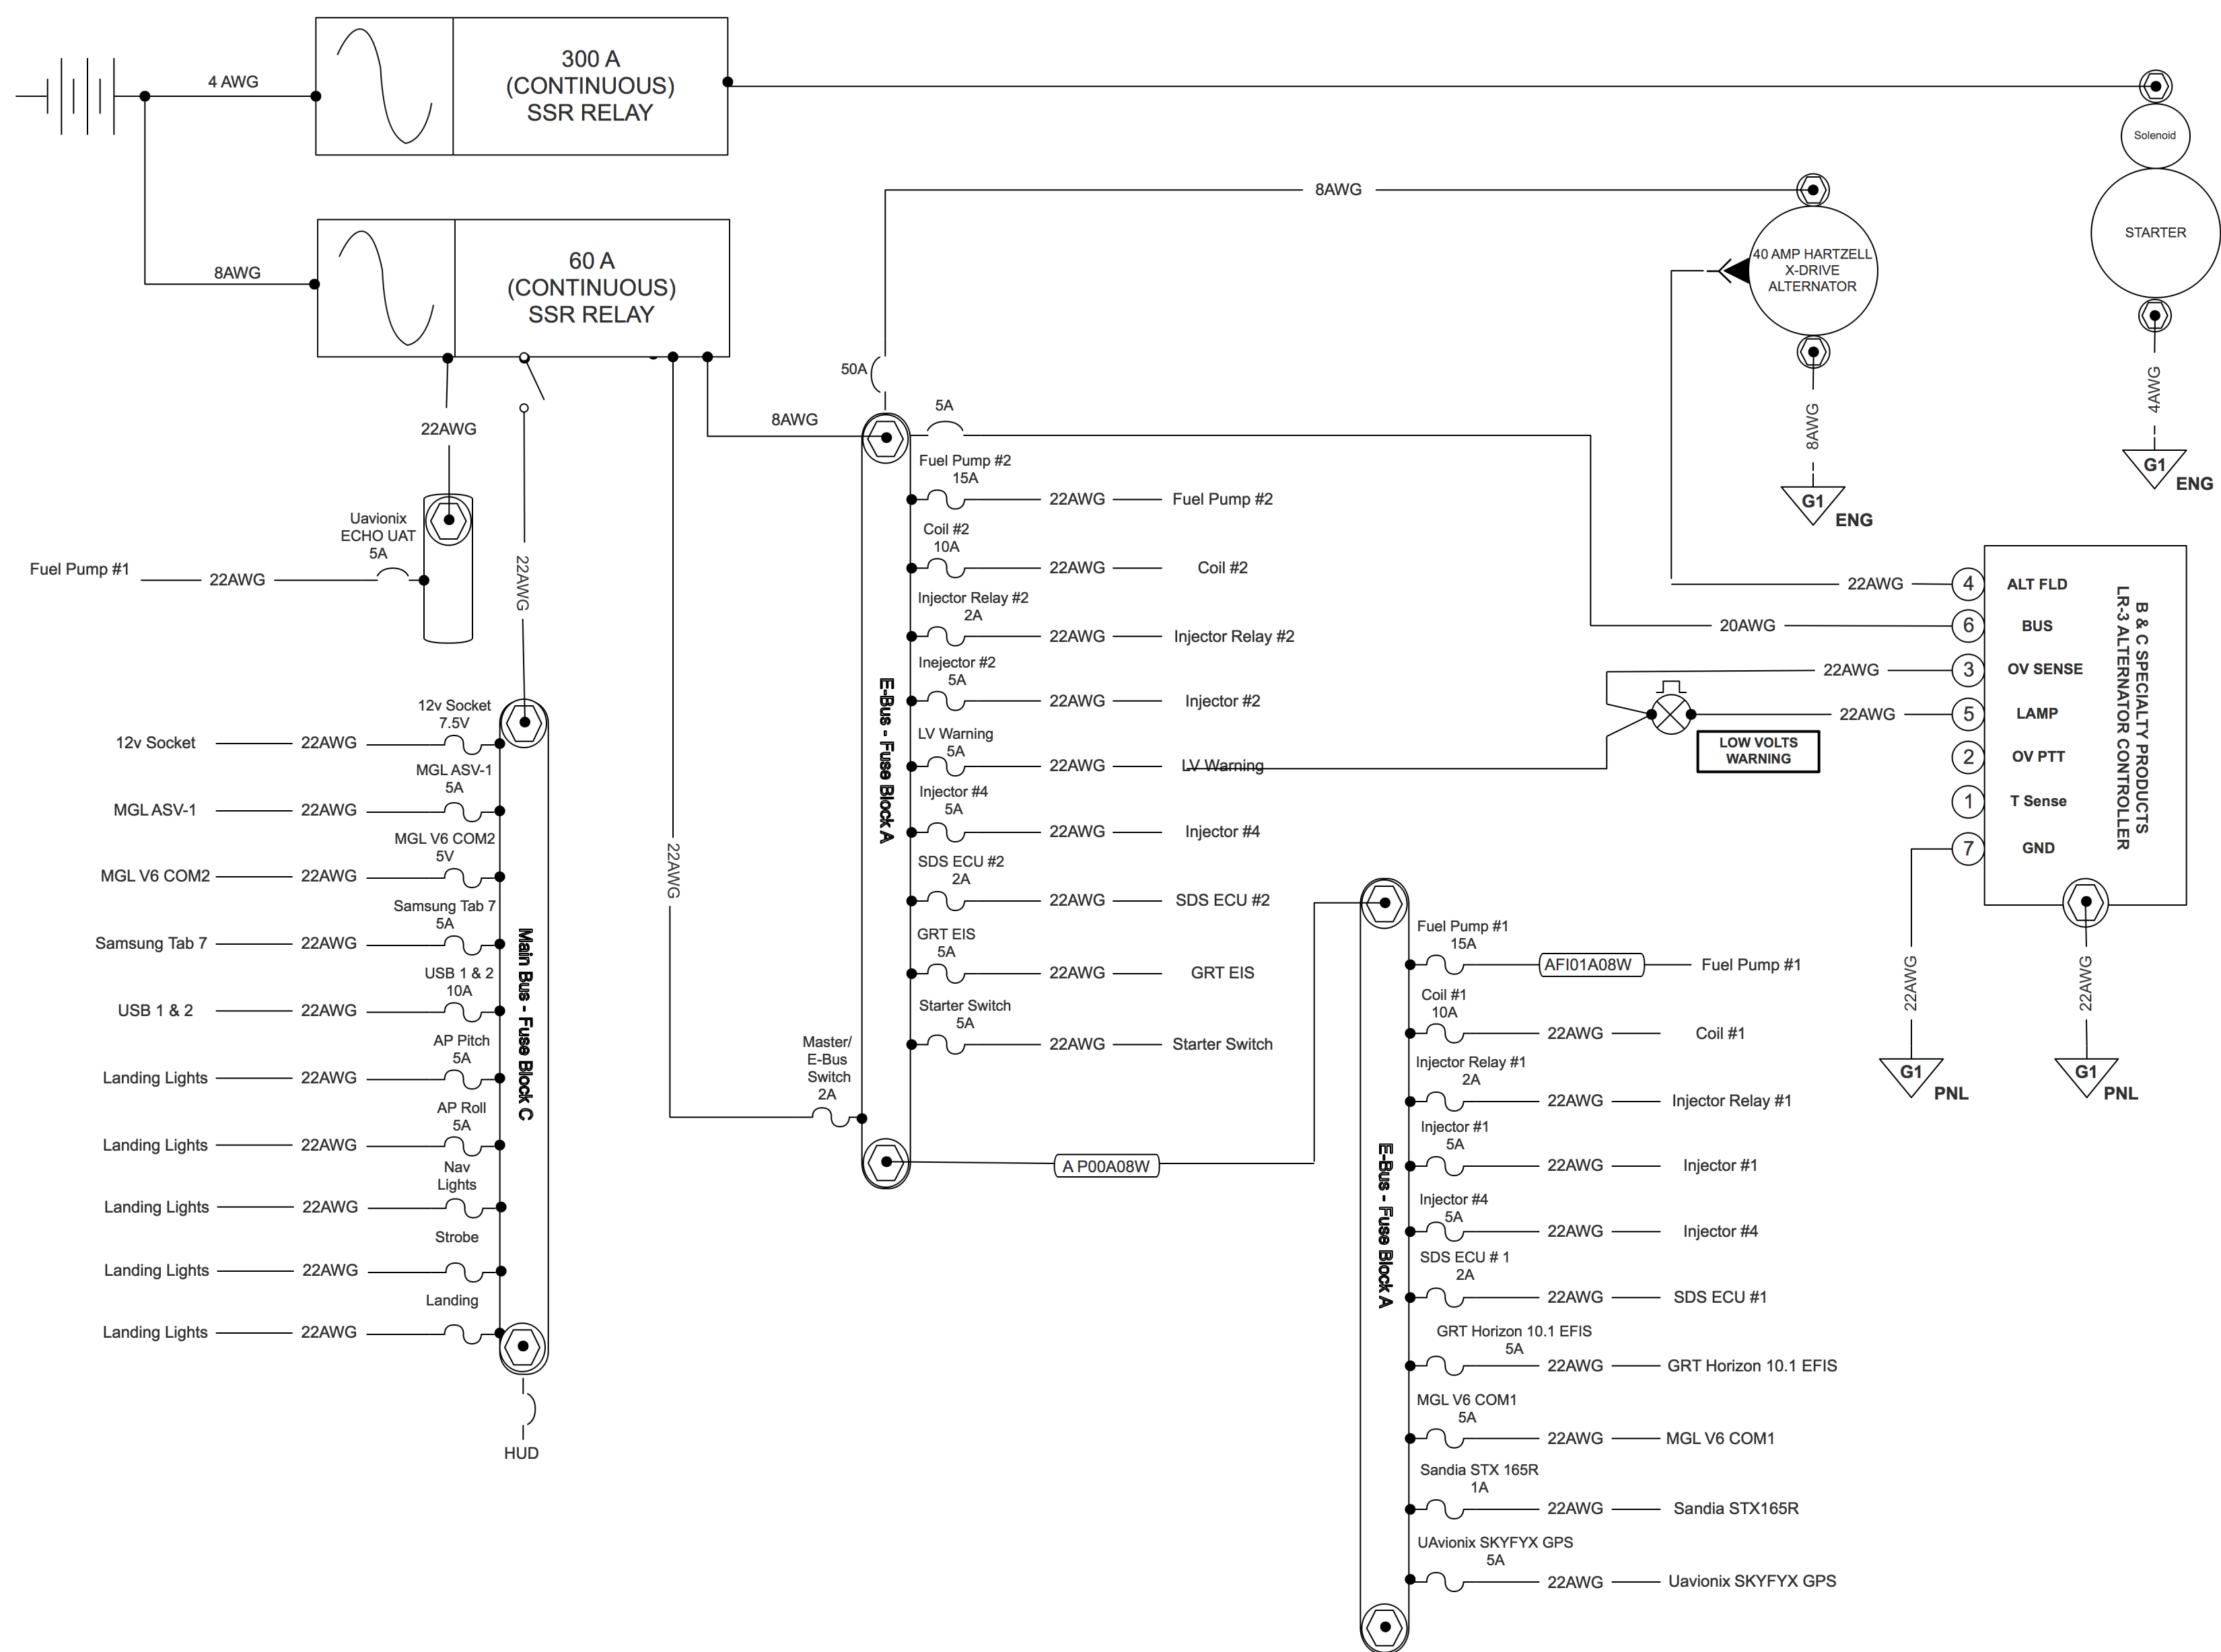 300 A
(CONTINUOUS)
SSR RELAY
4 AWG
Solenoid
STARTER
4AWG
G1
ENG
8AWG
60 A
(CONTINUOUS)
SSR RELAY
8AWG
40 AMP HARTZELL
X-DRIVE
ALTERNATOR
8AWG
G1
ENG
50A
8AWG
5A
22AWG
Uavionix
ECHO UAT
5A
Fuel Pump #1
22AWG
22AWG
12v Socket
7.5V
12v Socket
22AWG
MGL ASV-1
5A
MGL ASV-1
22AWG
MGL V6 COM2
5V
MGL V6 COM2
22AWG
Samsung Tab 7
5A
Samsung Tab 7
22AWG
USB 1 & 2
10A
USB 1 & 2
22AWG
AP Pitch
5A
Landing Lights
22AWG
AP Roll
5A
Landing Lights
22AWG
Nav
Lights
Landing Lights
22AWG
Strobe
Landing Lights
22AWG
Landing
Landing Lights
22AWG
Main Bus - Fuse Block C
HUD
22AWG
Master/
E-Bus
Switch
2A
E-Bus - Fuse Block A
Fuel Pump #2
15A
22AWG
Fuel Pump #2
Coil #2
10A
22AWG
Coil #2
Injector Relay #2
2A
22AWG
Injector Relay #2
Inejector #2
5A
22AWG
Injector #2
LV Warning
5A
22AWG
LV Warning
Injector #4
5A
22AWG
Injector #4
SDS ECU #2
2A
22AWG
SDS ECU #2
GRT EIS
5A
22AWG
GRT EIS
Starter Switch
5A
22AWG
Starter Switch
A P00A08W
E-Bus - Fuse Block A
Fuel Pump #1
15A
AFI01A08W
Fuel Pump #1
Coil #1
10A
22AWG
Coil #1
Injector Relay #1
2A
22AWG
Injector Relay #1
Injector #1
5A
22AWG
Injector #1
Injector #4
5A
22AWG
Injector #4
SDS ECU # 1
2A
22AWG
SDS ECU #1
GRT Horizon 10.1 EFIS
5A
22AWG
GRT Horizon 10.1 EFIS
MGL V6 COM1
5A
22AWG
MGL V6 COM1
Sandia STX 165R
1A
22AWG
Sandia STX165R
UAvionix SKYFYX GPS
5A
22AWG
Uavionix SKYFYX GPS
22AWG
4
ALT FLD
20AWG
6
BUS
22AWG
3
OV SENSE
22AWG
5
LAMP
LOW VOLTS
WARNING
2
OV PTT
1
T Sense
7
GND
B & C SPECIALTY PRODUCTS
LR-3 ALTERNATOR CONTROLLER
22AWG
G1
PNL
22AWG
G1
PNL